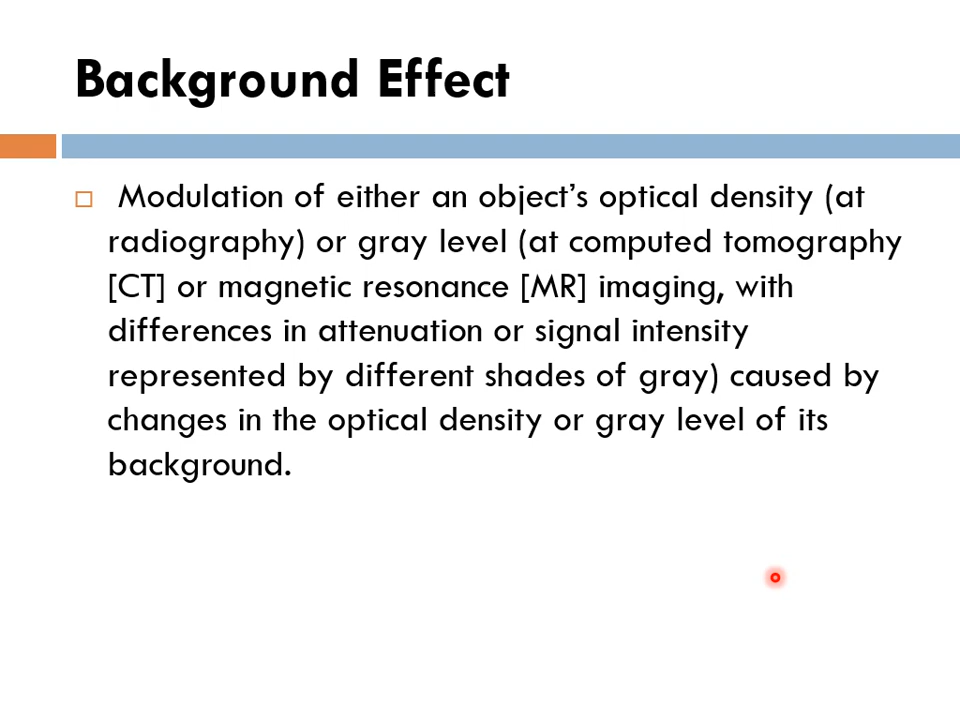 Background Effect
Modulation of either an object’s optical density (at
radiography) or gray level (at computed tomography
[CT] or magnetic resonance [MR] imaging, with
differences in attenuation or signal intensity
represented by different shades of gray) caused by
changes in the optical density or gray level of its
background.